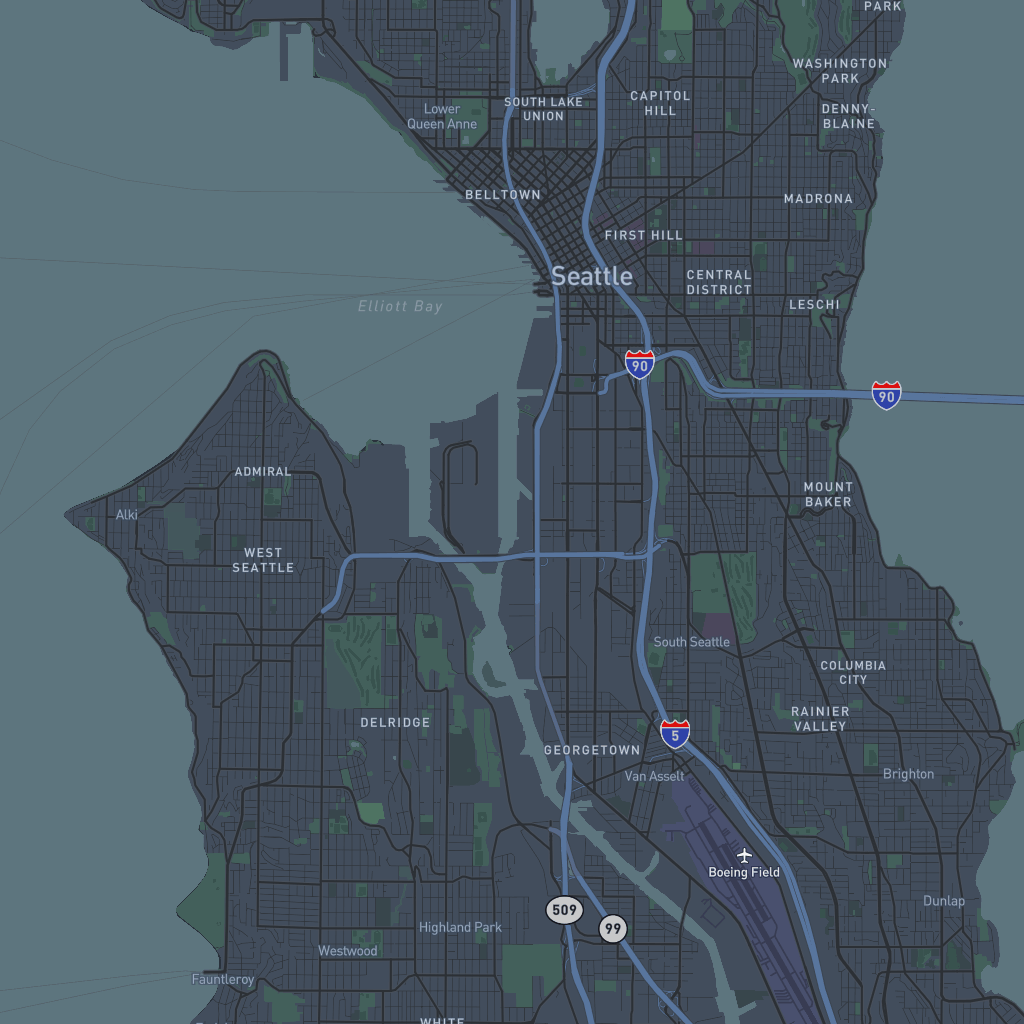 PARK
WASHINGTON
PARK
CAPITOL
HILL
SOUTH LAKE
UNION
Lower
Queen Anne
DENNY-
BLAINE
BELLTOWN
MADRONA
FIRST HILL
Seattle
CENTRAL
DISTRICT
LESCHI
Elliott Bay
90
90
ADMIRAL
MOUNT
BAKER
Alki
WEST
SEATTLE
South Seattle
COLUMBIA
CITY
RAINIER
VALLEY
DELRIDGE
5
GEORGETOWN
Van Asselt
Brighton
Boeing Field
Dunlap
509
99
Highland Park
Westwood
Fauntleroy
WHITE